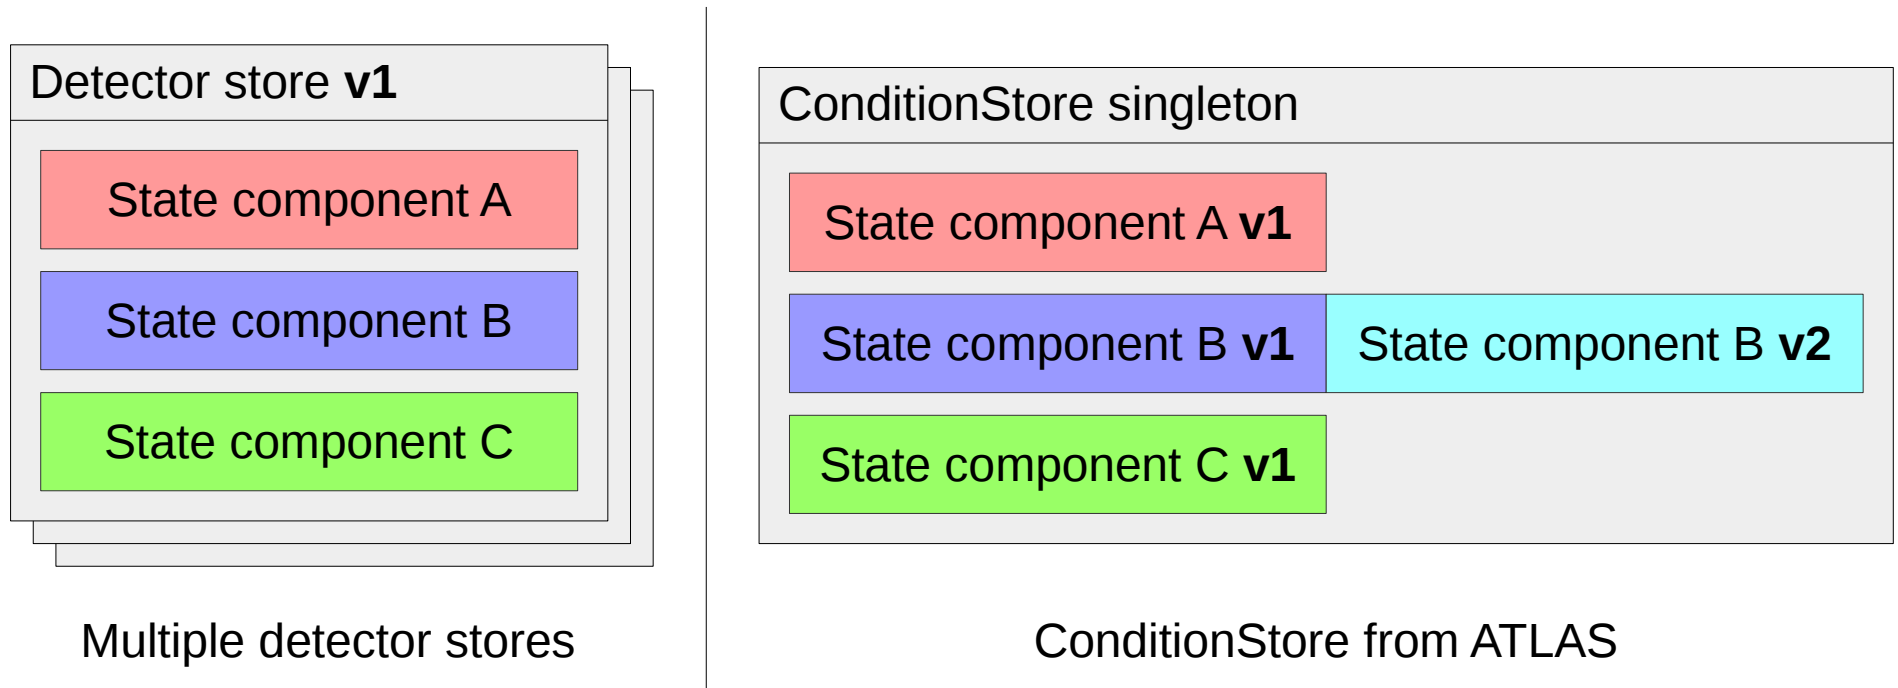 Detector store v1
State component A
State component B
State component C
Multiple detector stores
ConditionStore singleton
State component A v1
State component B v1
State component B v2
State component C v1
ConditionStore from ATLAS